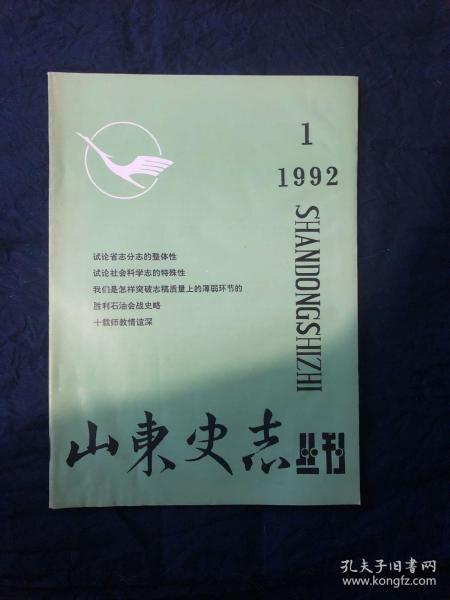 1
1992
SHANDONGSHIZHI
试论省志分志的整体性
试论社会科学志的特殊性
我们是怎样突破志稿质量上的薄弱环节的
胜利石油会战史略
十载师教情谊深
山東史志丛刊
孔夫子旧书网
www.kongfz.com